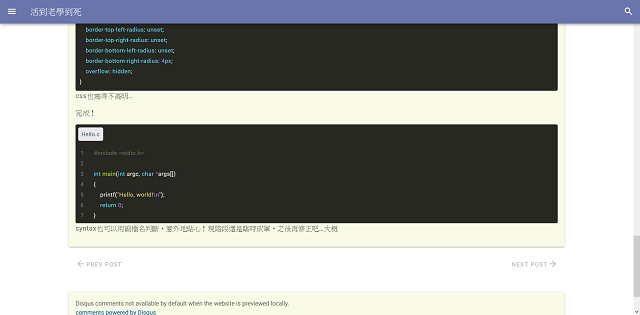 活到老學到死
border-top-left-radius: unset;
border-top-right-radius: unset;
border-bottom-left-radius: unset;
border-bottom-right-radius: 4px;
overflow: hidden;
}
css也寫得不高明...
完成！
Hello.c
1 #include <stdio.h>
2
3 int main(int argc, char *args[])
4 {
5 printf("Hello, world!\n");
6 return 0;
7 }
syntax也可以用副檔名判斷，意外地貼心！現階段還是臨時成軍，之後再修正吧...大概
PREV POST
NEXT POST
Disqus comments not available by default when the website is previewed locally.
comments powered by Disqus